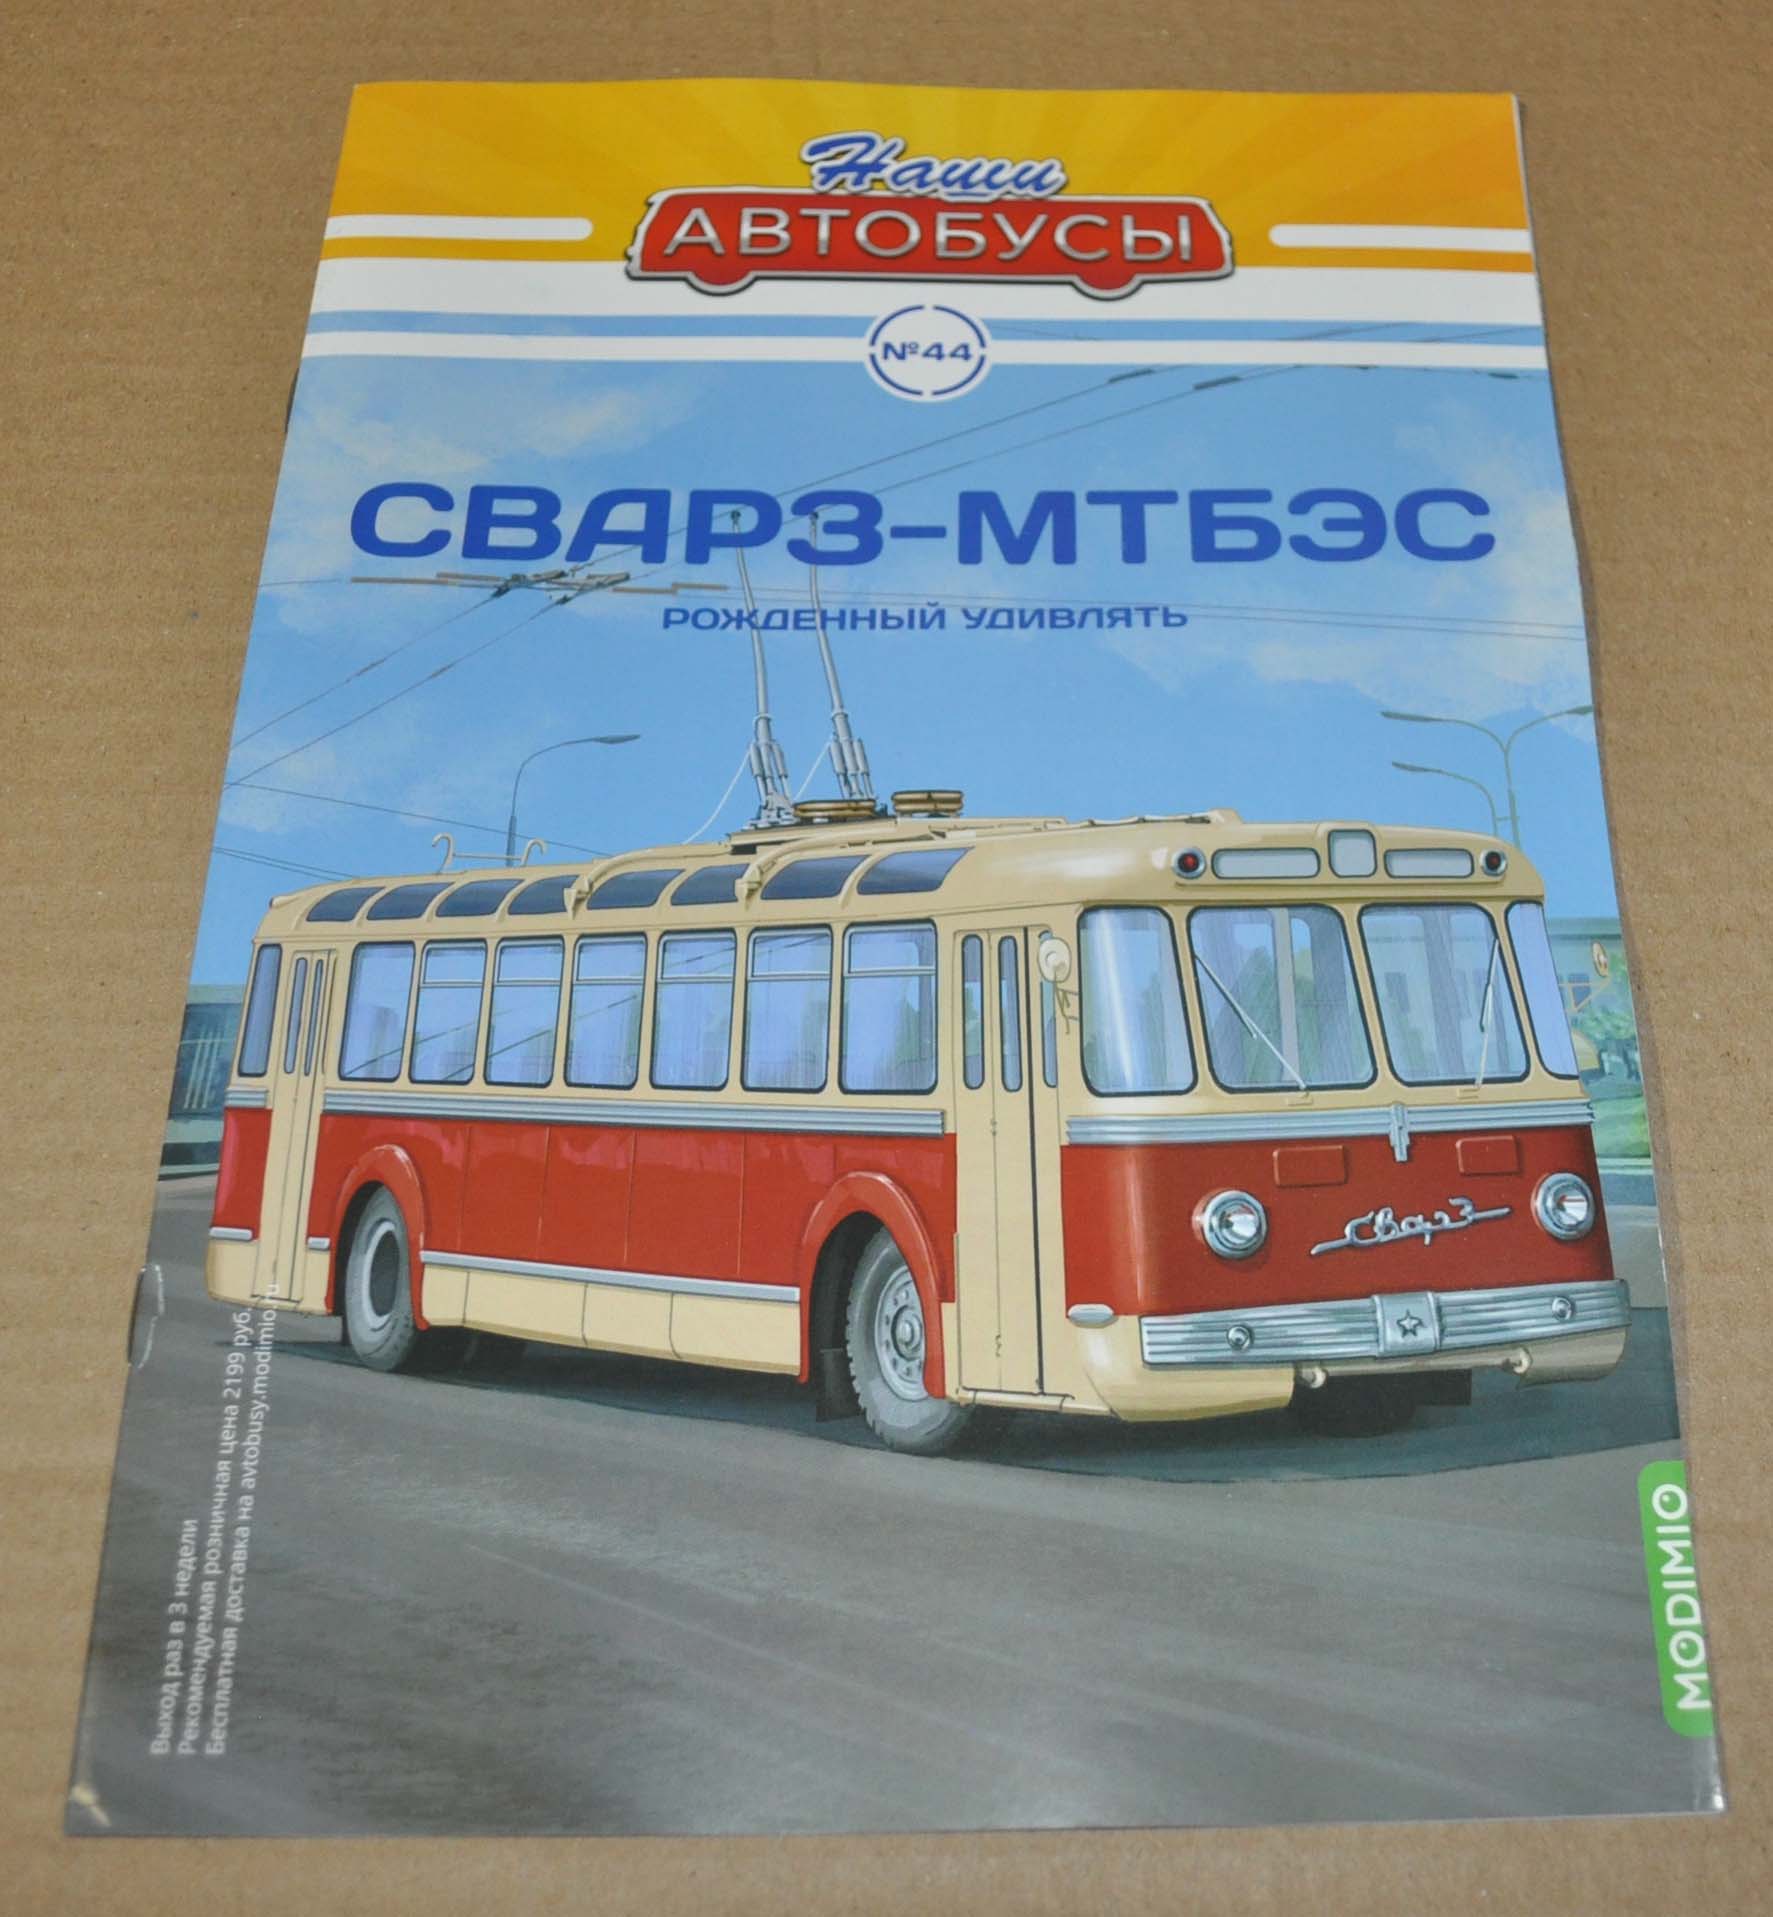 Наши
АВТОБУСЫ
№44
СВАРЗ-МТБЭС
РОЖДЕННЫЙ УДИВЛЯТЬ
СВАРЗ
Выход раз в 3 недели
Рекомендуемая розничная цена 2199 руб.
Бесплатная доставка на avtobusy.modimio.ru
MODIMIO